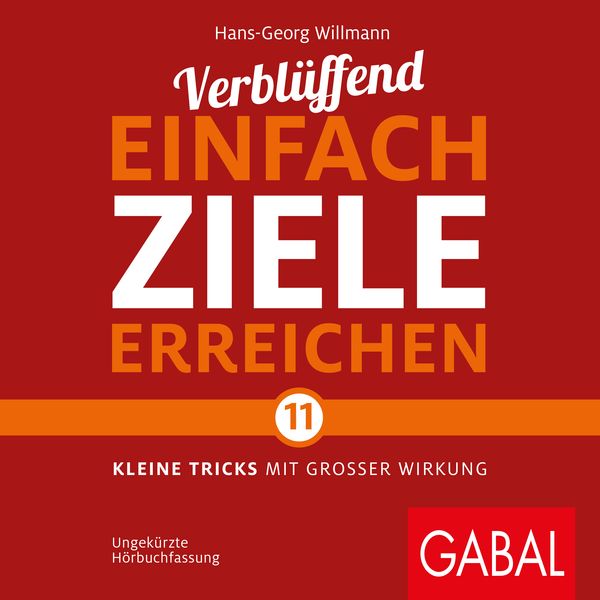 Hans-Georg Willmann
Verblüffend
EINFACH
ZIELE
ERREICHEN
11
KLEINE TRICKS MIT GROSSER WIRKUNG
Ungekürzte
Hörbuchfassung
GABAL